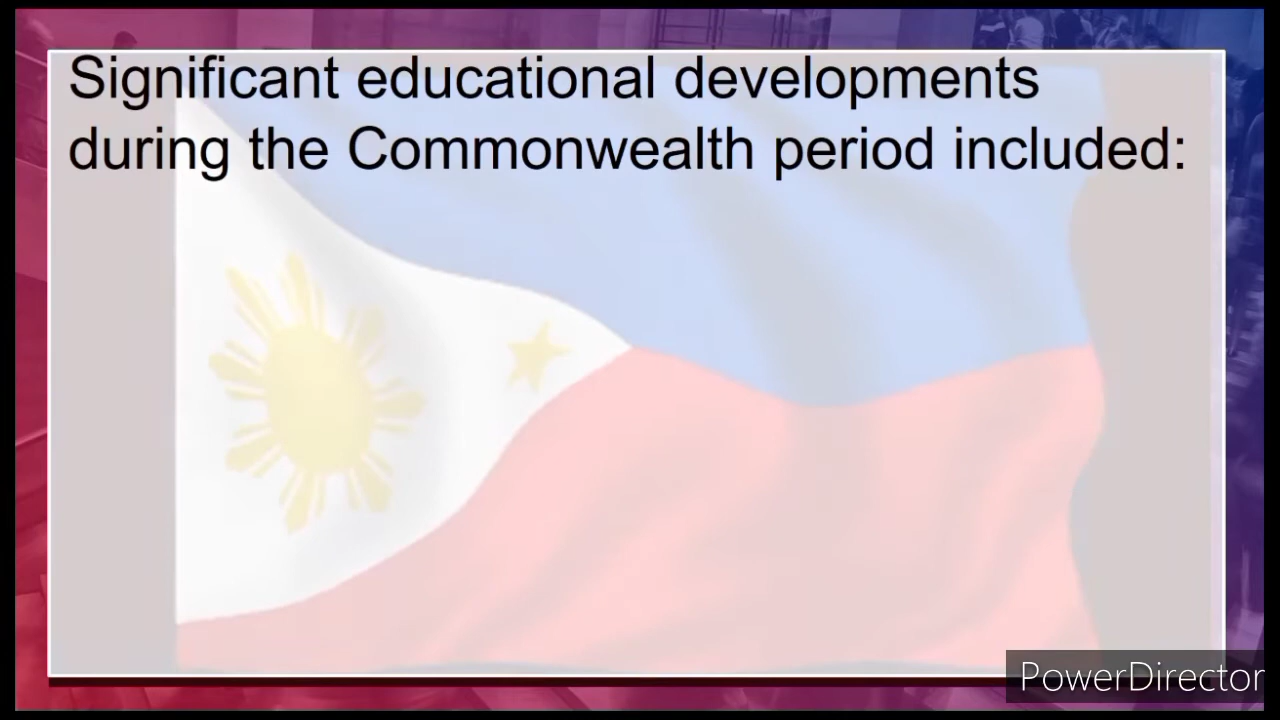 Significant educational developments
during the Commonwealth period included:
PowerDirector